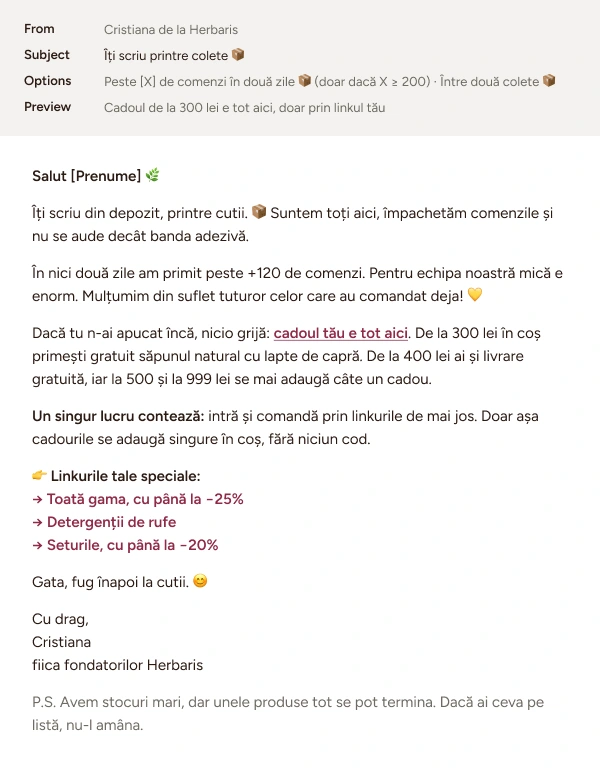 From Cristiana de la Herbaris
Subject Îți scriu printre colete 📦
Options Peste [X] de comenzi în două zile 📦 (doar dacă X ≥ 200) · Între două colete 📦
Preview Cadoul de la 300 lei e tot aici, doar prin linkul tău
Salut [Prenume] 🌿
Îți scriu din depozit, printre cutii. 📦 Suntem toți aici, împachetăm comenzile și
nu se aude decât banda adezivă.
În nici două zile am primit peste +120 de comenzi. Pentru echipa noastră mică e
enorm. Mulțumim din suflet tuturor celor care au comandat deja! 💛
Dacă tu n-ai apucat încă, nicio grijă: cadoul tău e tot aici. De la 300 lei în coș
primești gratuit săpunul natural cu lapte de capră. De la 400 lei ai și livrare
gratuită, iar la 500 și la 999 lei se mai adaugă câte un cadou.
Un singur lucru contează: intră și comandă prin linkurile de mai jos. Doar așa
cadourile se adaugă singure în coș, fără niciun cod.
👉 Linkurile tale speciale:
→ Toată gama, cu până la −25%
→ Detergenții de rufe
→ Seturile, cu până la −20%
Gata, fug înapoi la cutii. 😊
Cu drag,
Cristiana
fiica fondatorilor Herbaris
P.S. Avem stocuri mari, dar unele produse tot se pot termina. Dacă ai ceva pe
listă, nu-l amâna.